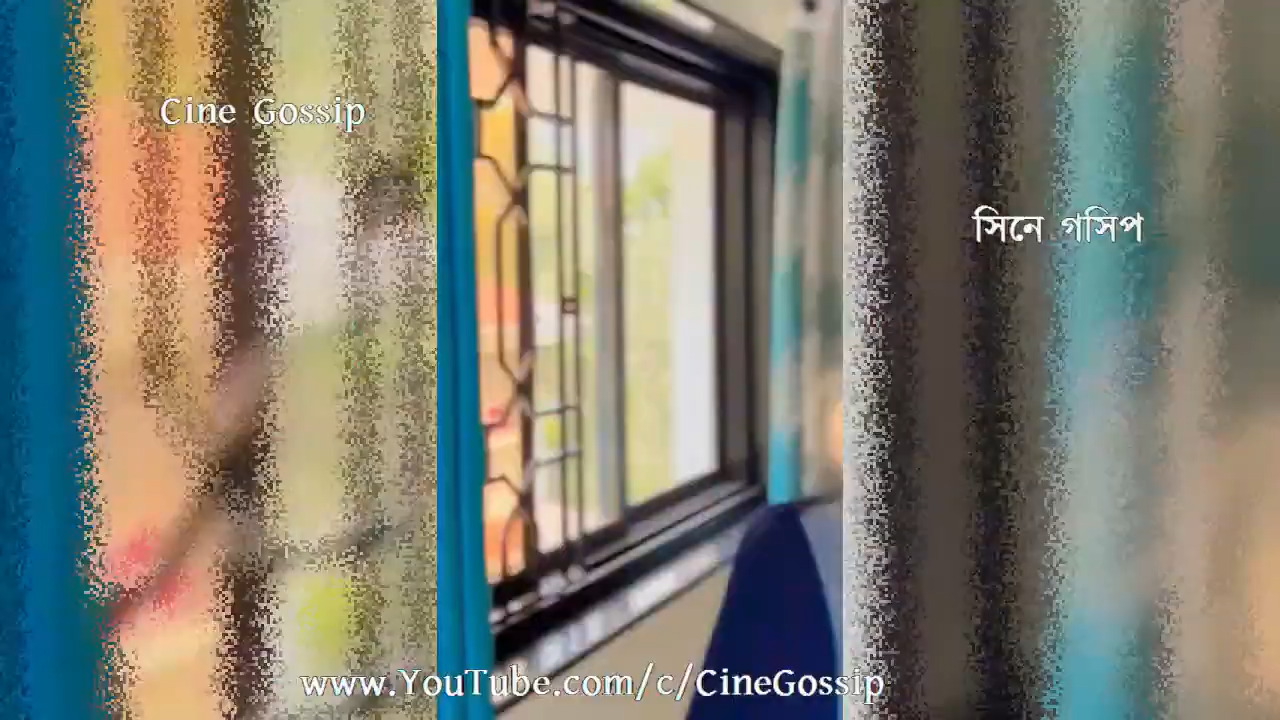 Cine Gossip
সিনে গসিপ
www.YouTube.com/c/CineGossip